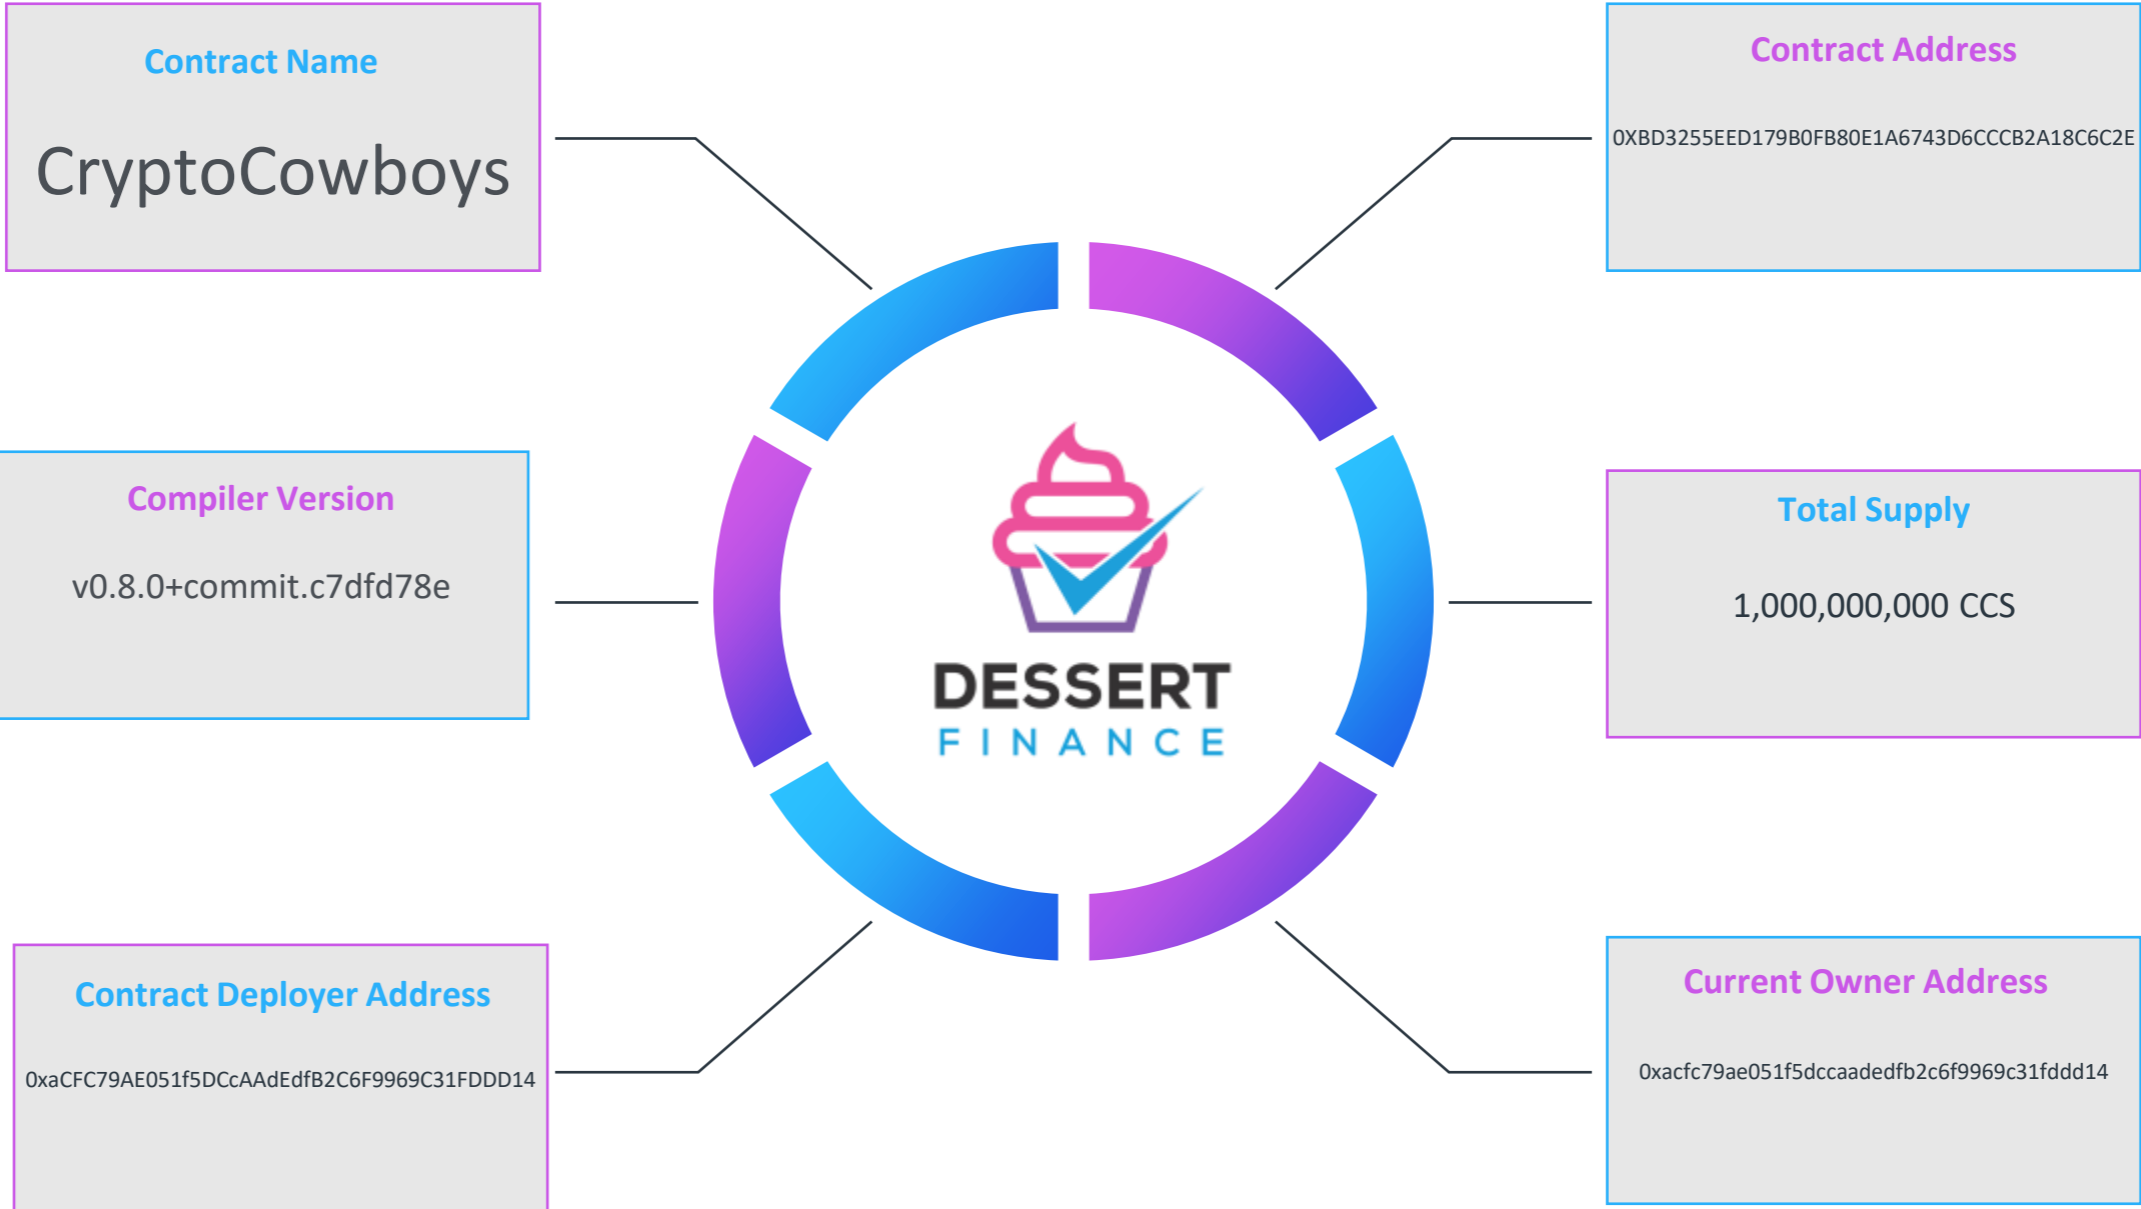 Contract Name
CryptoCowboys
Contract Address
0XBD3255EED179B0FB80E1A6743D6CCCB2A18C6C2E
Compiler Version
v0.8.0+commit.c7dfd78e
Total Supply
1,000,000,000 CCS
DESSERT
FINANCE
Contract Deployer Address
0xaCFC79AE051f5DCcAAdEdfB2C6F9969C31FDDD14
Current Owner Address
0xacfc79ae051f5dccaadedfb2c6f9969c31fddd14